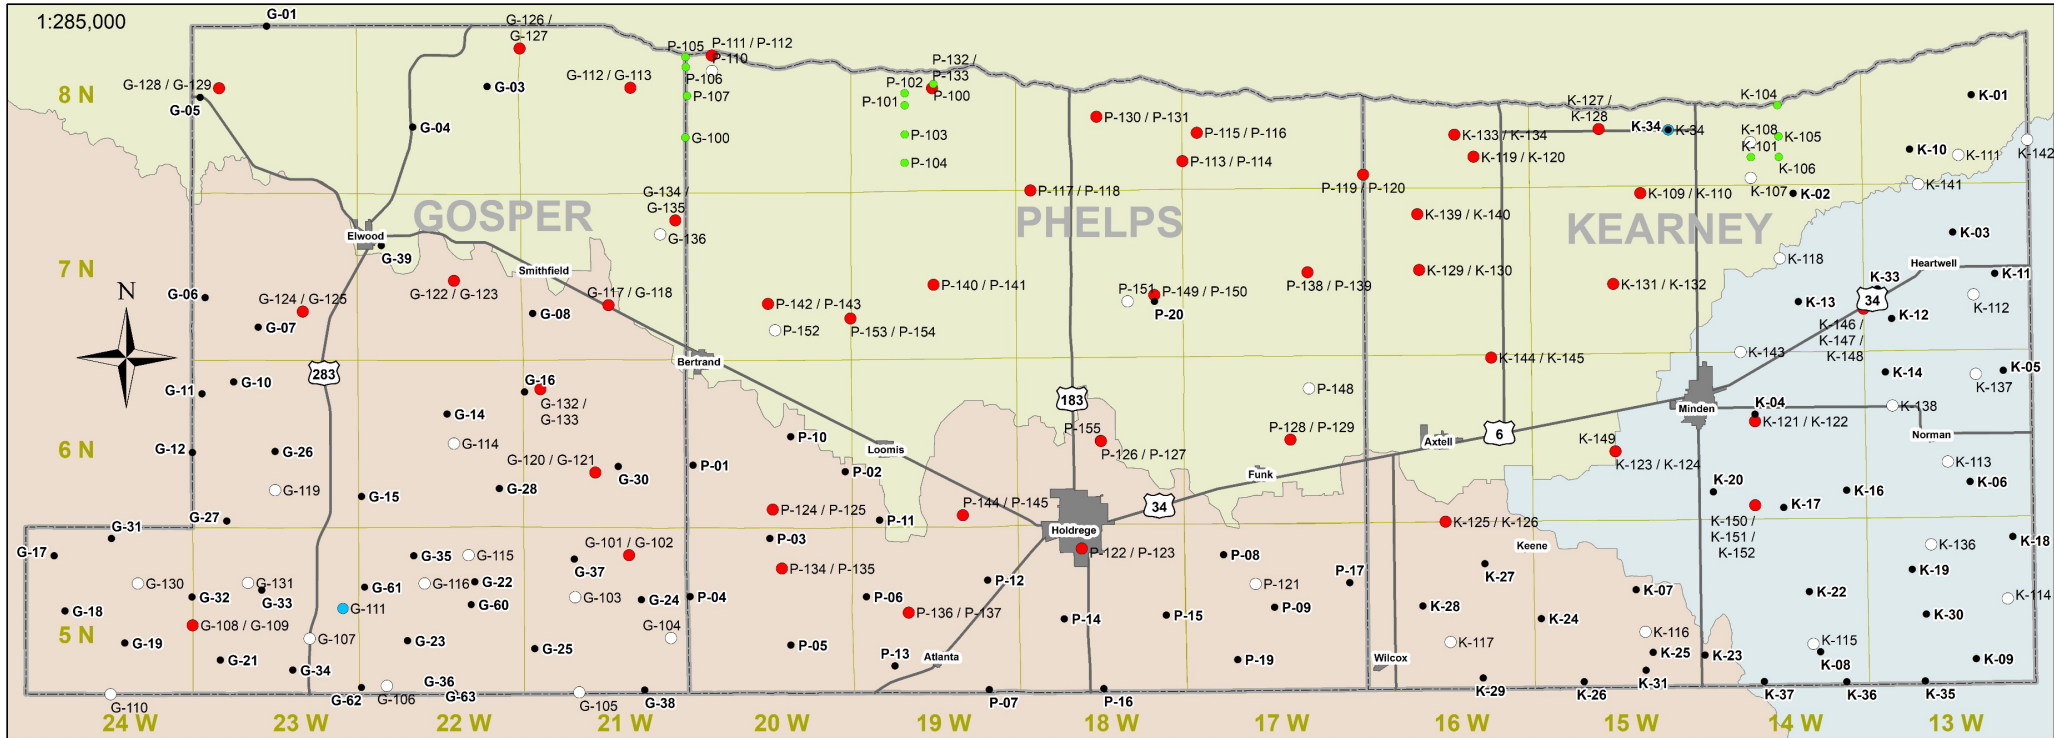 1:285,000
G-01
G-126 /
G-127
P-105
P-111 / P-112
P-110
P-106
P-107
G-112 / G-113
G-128 / G-129
8 N
G-05
G-03
G-04
G-100
P-132 /
P-133
P-102
P-100
P-101
P-103
P-104
P-130 / P-131
P-115 / P-116
P-113 / P-114
P-117 / P-118
P-119 / P-120
K-127 /
K-128
K-133 / K-134
K-119 / K-120
K-34
K-34
K-104
K-108
K-105
K-101
K-106
K-107
K-109 / K-110
K-02
K-01
K-10
K-111
K-142
K-141
G-134 /
G-135
G-136
GOSPER
PHELPS
KEARNEY
K-139 / K-140
K-03
Elwood
G-39
7 N
N
Smithfield
G-06
G-124 / G-125
G-122 / G-123
G-117 / G-118
G-07
G-08
P-142 / P-143
P-140 / P-141
P-152
P-153 / P-154
P-151
P-149 / P-150
P-20
P-138 / P-139
K-129 / K-130
K-131 / K-132
K-118
Heartwell
K-33
K-11
K-13
34
K-112
K-12
K-146 /
K-147 /
K-148
K-143
K-144 / K-145
Bertrand
283
G-10
G-11
G-16
G-132 /
G-133
G-14
G-114
183
P-148
K-14
K-05
K-137
Minden
K-138
K-04
K-121 / K-122
Norman
6 N
G-12
G-26
G-119
G-120 / G-121
G-30
G-28
G-15
P-10
Loomis
P-01
P-02
P-155
P-126 / P-127
P-128 / P-129
Axtell
6
Funk
K-149
K-123 / K-124
K-113
K-06
K-20
K-17
K-16
G-27
G-31
P-124 / P-125
P-144 / P-145
P-11
34
Holdrege
K-125 / K-126
K-150 /
K-151 /
K-152
K-18
G-17
G-35
G-115
G-101 / G-102
G-37
P-03
P-134 / P-135
P-122 / P-123
P-08
Keene
K-136
G-130
G-131
G-32
G-33
G-61
G-116
G-22
G-103
P-04
P-12
P-121
P-17
K-27
K-07
K-19
K-22
K-114
G-18
G-111
G-60
G-24
P-06
P-136 / P-137
P-14
P-15
P-09
K-28
K-24
K-30
5 N
G-19
G-108 / G-109
G-107
G-23
G-104
P-05
K-117
K-116
K-115
G-21
G-34
G-25
P-13
Atlanta
P-19
Wilcox
K-25
K-23
K-08
K-09
G-110
G-62
G-106
G-36
G-63
G-105
G-38
P-07
P-16
K-29
K-26
K-31
K-37
K-36
K-35
24 W
23 W
22 W
21 W
20 W
19 W
18 W
17 W
16 W
15 W
14 W
13 W